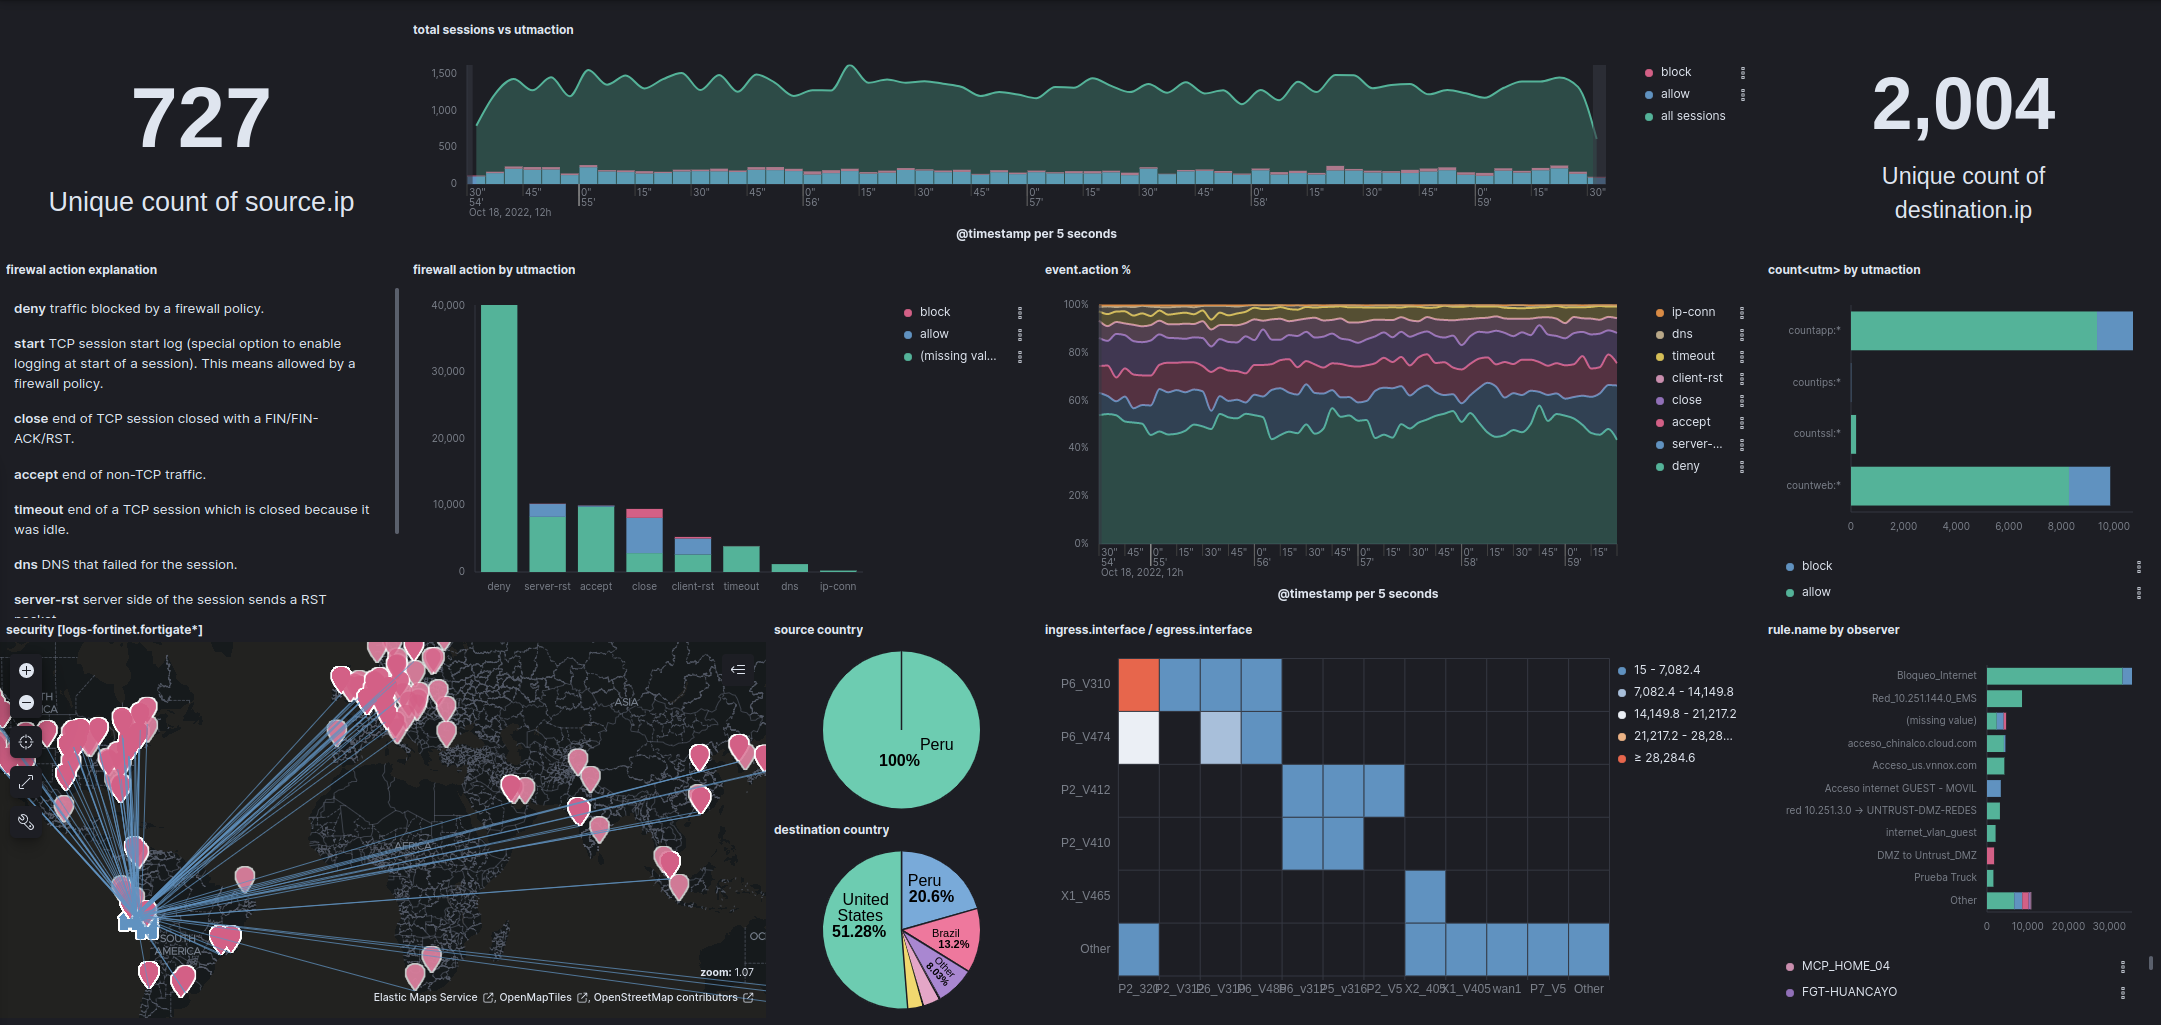 total sessions vs utmaction
727
Unique count of source.ip
1,500
1,000
500
0
30" 45" 0" 15" 30" 45" 0" 15" 30" 45" 0" 15" 30" 45" 0" 15" 30" 45" 0" 15" 30"
54' 55' 56' 57' 58' 59'
Oct 18, 2022, 12h
@timestamp per 5 seconds
block
allow
all sessions
2,004
Unique count of
destination.ip
firewal action explanation
deny traffic blocked by a firewall policy.
start TCP session start log (special option to enable
logging at start of a session). This means allowed by a
firewall policy.
close end of TCP session closed with a FIN/FIN-
ACK/RST.
accept end of non-TCP traffic.
timeout end of a TCP session which is closed because it
was idle.
dns DNS that failed for the session.
server-rst server side of the session sends a RST
firewall action by utmaction
40,000
30,000
20,000
10,000
0
deny server-rst accept close client-rst timeout dns ip-conn
block
allow
(missing val...
event.action %
100%
80%
60%
40%
20%
0%
30" 45" 0" 15" 30" 45" 0" 15" 30" 45" 0" 15" 30" 45" 0" 15" 30" 45" 0" 15"
54' 55' 56' 57' 58' 59'
Oct 18, 2022, 12h
@timestamp per 5 seconds
ip-conn
dns
timeout
client-rst
close
accept
server-...
deny
count<utm> by utmaction
countapp:*
countips:*
countssl:*
countweb:*
0 2,000 4,000 6,000 8,000 10,000
block
allow
security [logs-fortinet.fortigate*]
ASIA
AFRICA
SOUTH
AMERICA
zoom: 1.07
Elastic Maps Service , OpenMapTiles , OpenStreetMap contributors
source country
Peru
100%
destination country
United
States
51.28%
Peru
20.6%
Brazil
13.2%
Other
8.03%
ingress.interface / egress.interface
P6_V310
P6_V474
P2_V412
P2_V410
X1_V465
Other
P2_320 P2_V312 P6_V310 P6_V486 P6_v312 P5_v316 P2_V5 X2_405 X1_V405 wan1 P7_V5 Other
15 - 7,082.4
7,082.4 - 14,149.8
14,149.8 - 21,217.2
21,217.2 - 28,28...
≥ 28,284.6
rule.name by observer
Bloqueo_Internet
Red_10.251.144.0_EMS
(missing value)
acceso_chinalco.cloud.com
Acceso_us.vnnox.com
Acceso internet GUEST - MOVIL
red 10.251.3.0 -> UNTRUST-DMZ-REDES
internet_vlan_guest
DMZ to Untrust_DMZ
Prueba Truck
Other
0 10,000 20,000 30,000
MCP_HOME_04
FGT-HUANCAYO